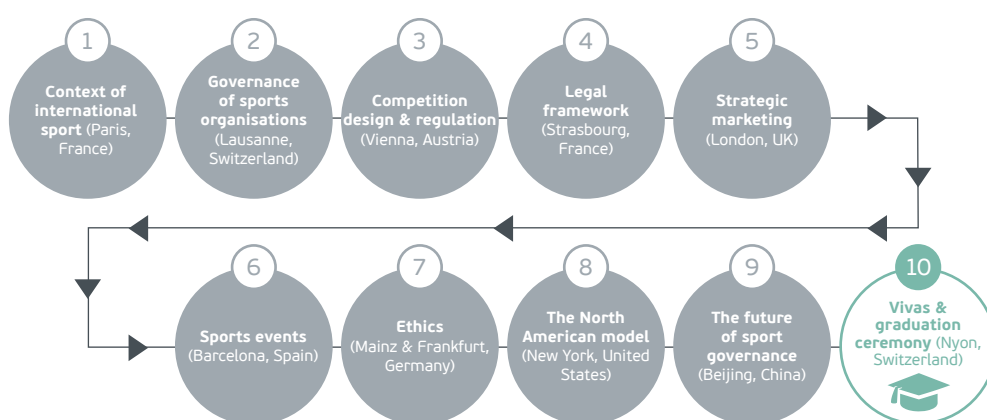 1
Context of
international
sport (Paris,
France)
2
Governance
of sports
organisations
(Lausanne,
Switzerland)
3
Competition
design & regulation
(Vienna, Austria)
4
Legal
framework
(Strasbourg,
France)
5
Strategic
marketing
(London, UK)
6
Sports events
(Barcelona, Spain)
7
Ethics
(Mainz & Frankfurt,
Germany)
8
The North
American model
(New York, United
States)
9
The future
of sport
governance
(Beijing, China)
10
Vivas &
graduation
ceremony (Nyon,
Switzerland)